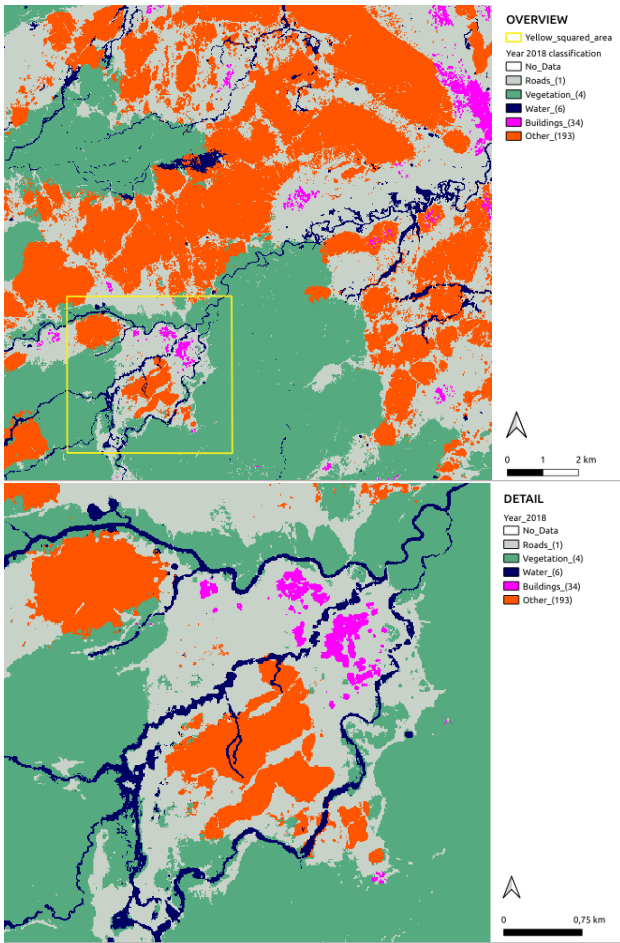 OVERVIEW
Yellow_squared_area
Year 2018 classification
No_Data
Roads_(1)
Vegetation_(4)
Water_(6)
Buildings_(34)
Other_(193)
0 1 2 km
DETAIL
Year_2018
No_Data
Roads_(1)
Vegetation_(4)
Water_(6)
Buildings_(34)
Other_(193)
0 0,75 km